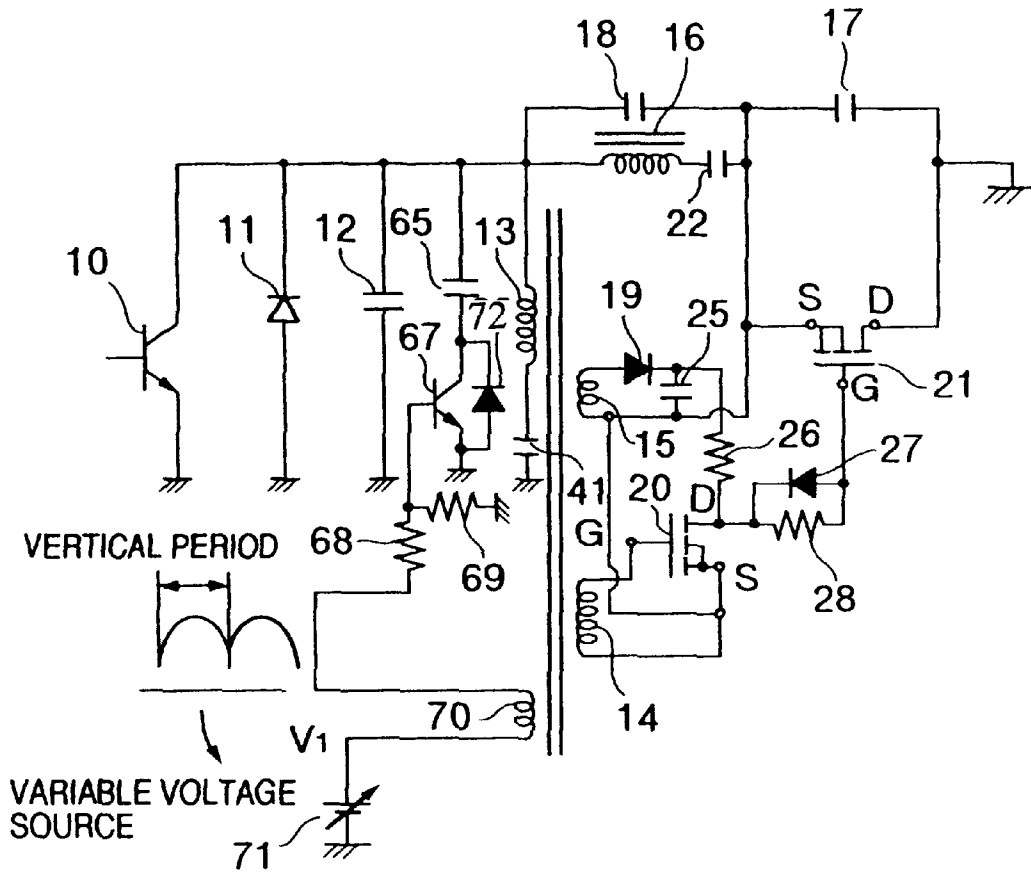 18 16 17
22
10 11 12 65 13
72
67
19 25
S D
G 21
15 26 27
41 20 D
G
68 69
S 28
VERTICAL PERIOD
14
70
V1
VARIABLE VOLTAGE
SOURCE
71